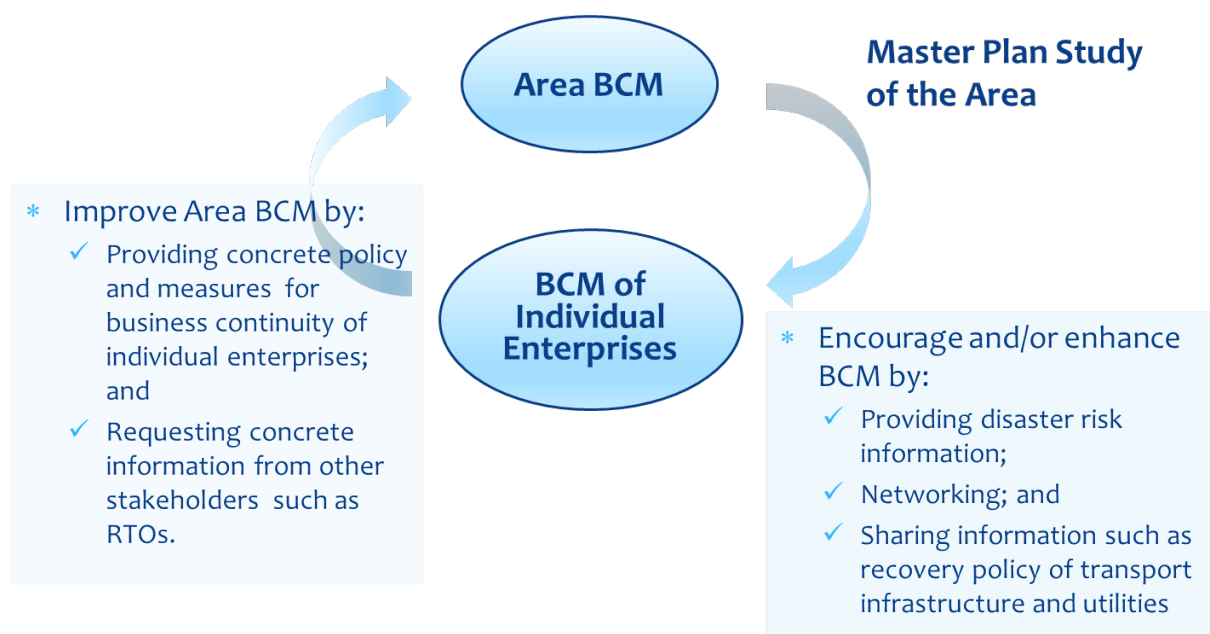 Area BCM
Master Plan Study
of the Area
* Improve Area BCM by:
✓ Providing concrete policy
and measures for
business continuity of
individual enterprises;
and
✓ Requesting concrete
information from other
stakeholders such as
RTOs.
BCM of
Individual
Enterprises
* Encourage and/or enhance
BCM by:
✓ Providing disaster risk
information;
✓ Networking; and
✓ Sharing information such as
recovery policy of transport
infrastructure and utilities